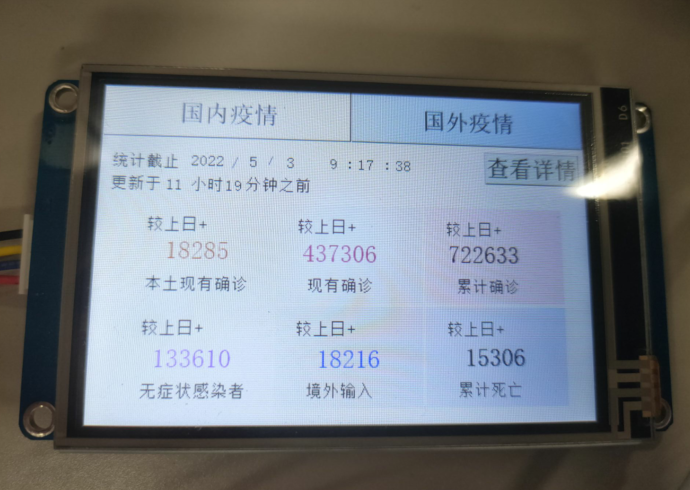 国内疫情 国外疫情
统计截止 2022 / 5 / 3 9 : 17 : 38 查看详情
更新于 11 小时19分钟之前
较上日+ 较上日+ 较上日+
18285 437306 722633
本土现有确诊 现有确诊 累计确诊
较上日+ 较上日+ 较上日+
133610 18216 15306
无症状感染者 境外输入 累计死亡